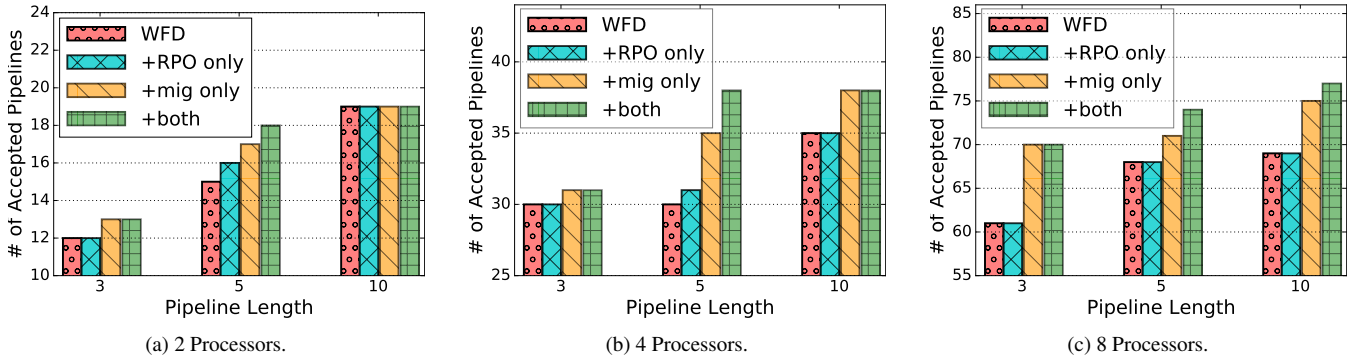 # of Accepted Pipelines
24
22
20
18
16
14
12
10
WFD
+RPO only
+mig only
+both
3
5
10
Pipeline Length
(a) 2 Processors.
# of Accepted Pipelines
40
35
30
25
WFD
+RPO only
+mig only
+both
3
5
10
Pipeline Length
(b) 4 Processors.
# of Accepted Pipelines
85
80
75
70
65
60
55
WFD
+RPO only
+mig only
+both
3
5
10
Pipeline Length
(c) 8 Processors.